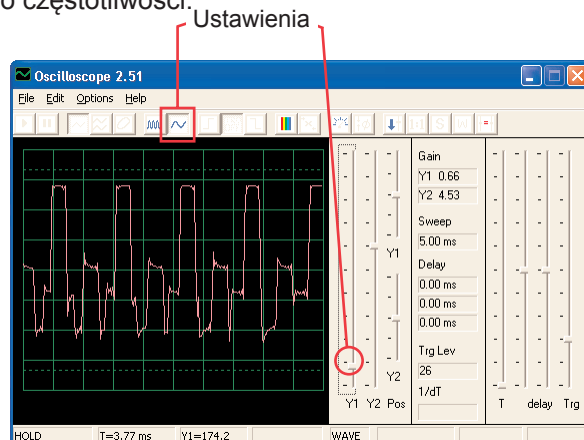 o częstotliwości.
Ustawienia
Oscilloscope 2.51
File Edit Options Help
Gain
Y1 0.66
Y2 4.53
Sweep
5.00 ms
Delay
0.00 ms
0.00 ms
0.00 ms
Trg Lev
26
1/dT
Y1
Y2
Y1 Y2 Pos
T delay Trg
HOLD T=3.77 ms Y1=174.2 WAVE